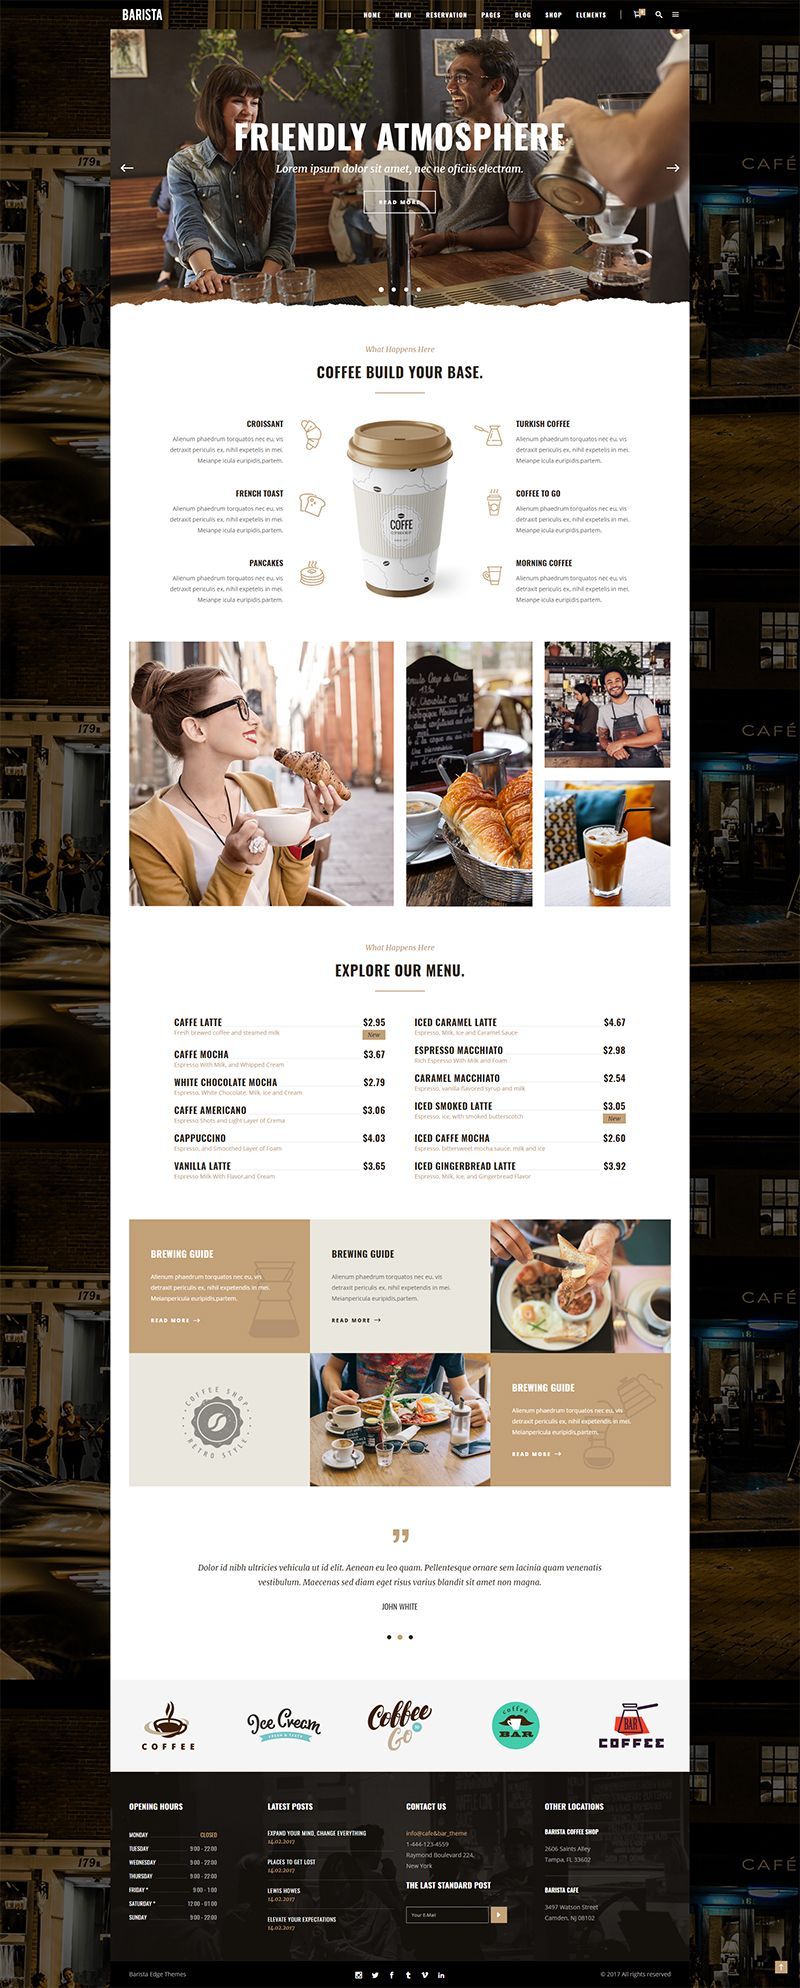 BARISTA
HOME MENU RESERVATION PAGES BLOG SHOP ELEMENTS
FRIENDLY ATMOSPHERE
Lorem ipsum dolor sit amet, nec ne oficiis electram.
READ MORE
What Happens Here
COFFEE BUILD YOUR BASE.
CROISSANT
Alienum phaedrum torquatos nec eu, vis
detraxit periculis ex, nihil expetetis in mei.
Meianpe icula euripidis,partem.
FRENCH TOAST
Alienum phaedrum torquatos nec eu, vis
detraxit periculis ex, nihil expetetis in mei.
Meianpe icula euripidis,partem.
PANCAKES
Alienum phaedrum torquatos nec eu, vis
detraxit periculis ex, nihil expetetis in mei.
Meianpe icula euripidis,partem.
COFFE
TURKISH COFFEE
Alienum phaedrum torquatos nec eu, vis
detraxit periculis ex, nihil expetetis in mei.
Meianpe icula euripidis,partem.
COFFEE TO GO
Alienum phaedrum torquatos nec eu, vis
detraxit periculis ex, nihil expetetis in mei.
Meianpe icula euripidis,partem.
MORNING COFFEE
Alienum phaedrum torquatos nec eu, vis
detraxit periculis ex, nihil expetetis in mei.
Meianpe icula euripidis,partem.
What Happens Here
EXPLORE OUR MENU.
CAFFE LATTE $2.95
Fresh brewed coffee and steamed milk New
CAFFE MOCHA $3.67
Espresso With Milk, and Whipped Cream
WHITE CHOCOLATE MOCHA $2.79
Espresso, White Chocolate, Milk, Ice and Cream
CAFFE AMERICANO $3.06
Espresso Shots and Light Layer of Crema
CAPPUCCINO $4.03
Espresso, and Smoothed Layer of Foam
VANILLA LATTE $3.65
Espresso Milk With Flavor,and Cream
ICED CARAMEL LATTE $4.67
Espresso, Milk, Ice and Caramel Sauce
ESPRESSO MACCHIATO $2.98
Rich Espresso With Milk and Foam
CARAMEL MACCHIATO $2.54
Espresso, vanilla-flavored syrup and milk
ICED SMOKED LATTE $3.05
Espresso, ice, with smoked butterscotch New
ICED CAFFE MOCHA $2.60
Espresso, bittersweet mocha sauce, milk and ice
ICED GINGERBREAD LATTE $3.92
Espresso, Milk, Ice, and Gingerbread Flavor
BREWING GUIDE
Alienum phaedrum torquatos nec eu, vis
detraxit periculis ex, nihil expetendis in mei.
Meianpericula euripidis,partem.
READ MORE
BREWING GUIDE
Alienum phaedrum torquatos nec eu, vis
detraxit periculis ex, nihil expetendis in mei.
Meianpericula euripidis,partem.
READ MORE
COFFEE SHOP
RETRO STYLE
BREWING GUIDE
Alienum phaedrum torquatos nec eu, vis
detraxit periculis ex, nihil expetendis in mei.
Meianpericula euripidis,partem.
READ MORE
Dolor id nibh ultricies vehicula ut id elit. Aenean eu leo quam. Pellentesque ornare sem lacinia quam venenatis
vestibulum. Maecenas sed diam eget risus varius blandit sit amet non magna.
JOHN WHITE
COFFEE
Ice Cream
FRESH & TASTY
Coffee
Go
coffee
BAR
BAR
COFFEE
OPENING HOURS
MONDAY CLOSED
TUESDAY 9:00 - 22:00
WEDNESDAY 9:00 - 22:00
THURSDAY 9:00 - 22:00
FRIDAY * 9:00 - 1:00
SATURDAY * 12:00 - 01:00
SUNDAY 9:00 - 22:00
LATEST POSTS
EXPAND YOUR MIND, CHANGE EVERYTHING
14.02.2017
PLACES TO GET LOST
14.02.2017
LEWIS HOWES
14.02.2017
ELEVATE YOUR EXPECTATIONS
14.02.2017
CONTACT US
info@cafe&bar_theme
1-444-123-4559
Raymond Boulevard 224,
New York
THE LAST STANDARD POST
Your E-Mail
OTHER LOCATIONS
BARISTA COFFEE SHOP
2606 Saints Alley
Tampa, FL 33602
BARISTA CAFE
3497 Watson Street
Camden, NJ 08102
Barista Edge Themes
© 2017 All rights reserved
179
CAFÉ
179
CAFÉ
179
CAFÉ
179
CAFÉ